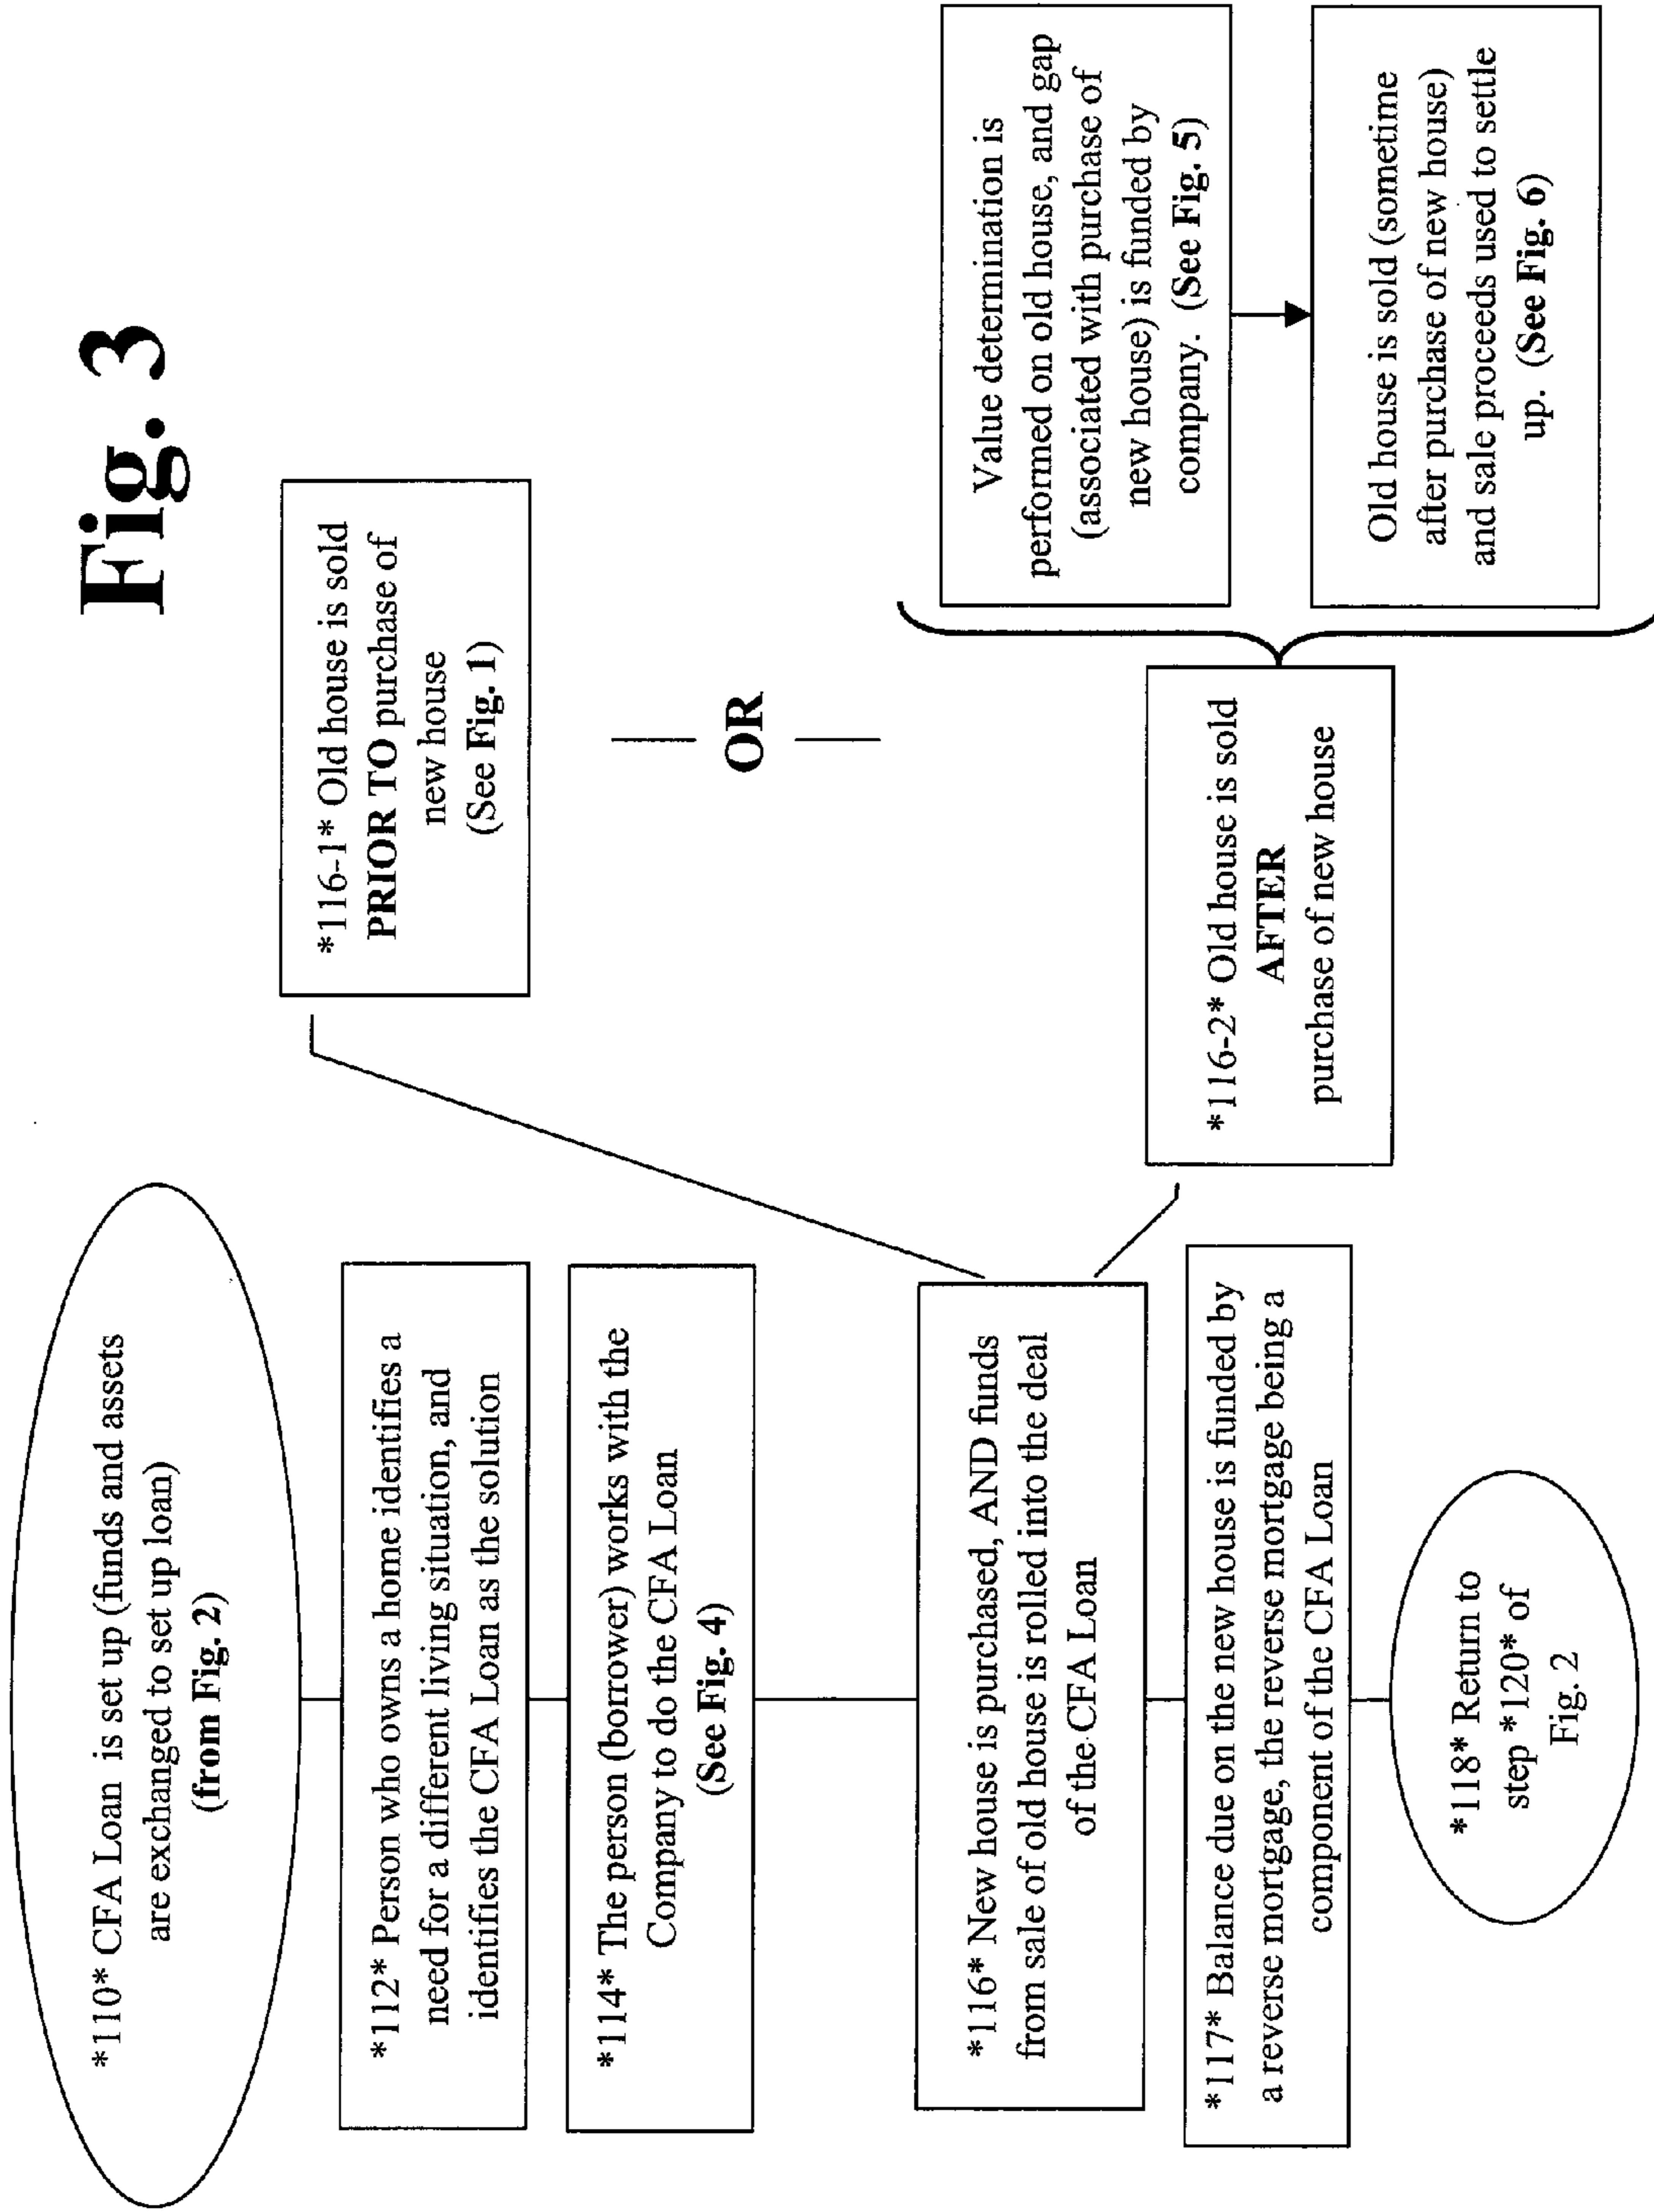 Fig. 3
*110* CFA Loan is set up (funds and assets
are exchanged to set up loan)
(from Fig. 2)
*112* Person who owns a home identifies a
need for a different living situation, and
identifies the CFA Loan as the solution
*114* The person (borrower) works with the
Company to do the CFA Loan
(See Fig. 4)
*116* New house is purchased, AND funds
from sale of old house is rolled into the deal
of the CFA Loan
*117* Balance due on the new house is funded by
a reverse mortgage, the reverse mortgage being a
component of the CFA Loan
*118* Return to
step *120* of
Fig. 2
*116-1* Old house is sold
PRIOR TO purchase of
new house
(See Fig. 1)
OR
*116-2* Old house is sold
AFTER
purchase of new house
Value determination is
performed on old house, and gap
(associated with purchase of
new house) is funded by
company. (See Fig. 5)
Old house is sold (sometime
after purchase of new house)
and sale proceeds used to settle
up. (See Fig. 6)